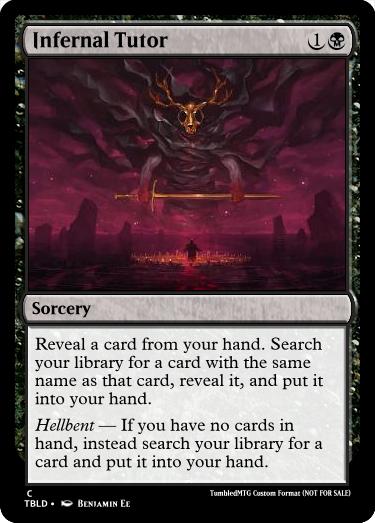 Infernal Tutor 1
Sorcery
Reveal a card from your hand. Search
your library for a card with the same
name as that card, reveal it, and put it
into your hand.
Hellbent — If you have no cards in
hand, instead search your library for a
card and put it into your hand.
C
TBLD • Benjamin Ee
TumbledMTG Custom Format (NOT FOR SALE)